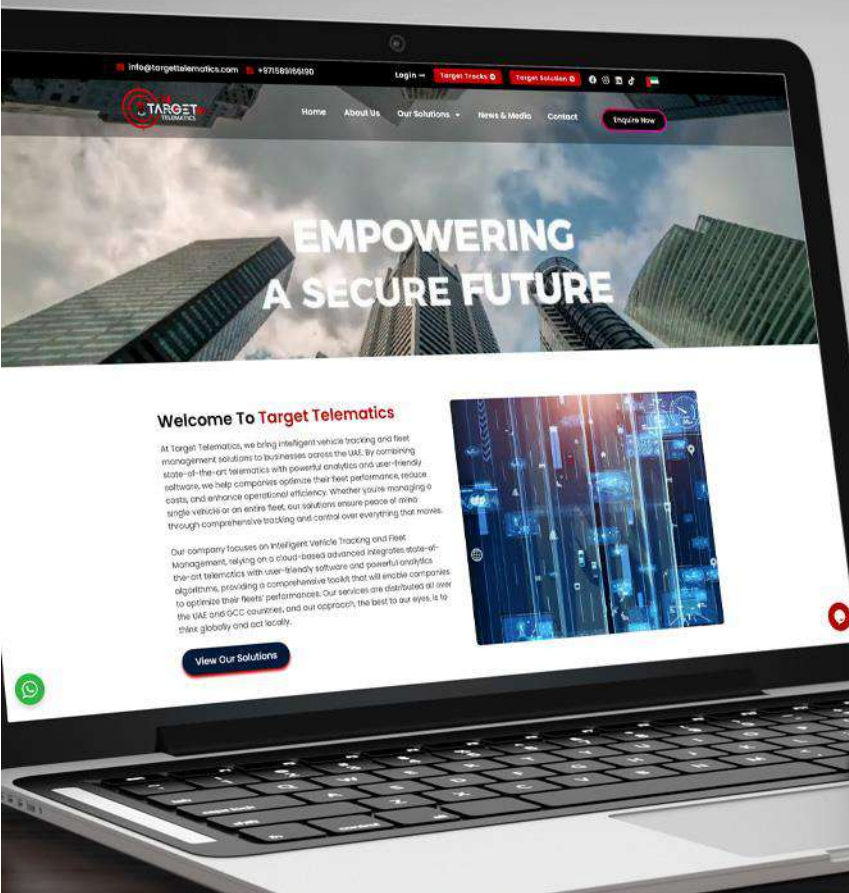 info@targettelematics.com +971589166190 Login Target Tracks Target Solution
TARGET
TELEMATICS
Home About Us Our Solutions News & Media Contact Enquire Now
EMPOWERING
A SECURE FUTURE
Welcome To Target Telematics
At Target Telematics, we bring intelligent vehicle tracking and fleet
management solutions to businesses across the UAE. By combining
state-of-the-art telematics with powerful analytics and user-friendly
software, we help companies optimize their fleet performance, reduce
costs, and enhance operational efficiency. Whether you're managing a
single vehicle or an entire fleet, our solutions ensure peace of mind
through comprehensive tracking and control over everything that moves.
Our company focuses on Intelligent Vehicle Tracking and Fleet
Management, relying on a cloud-based advanced integrates state-of-
the-art telematics with user-friendly software and powerful analytics
algorithms, providing a comprehensive toolkit that will enable companies
to optimize their fleets' performances. Our services are distributed all over
the UAE and GCC countries, and our approach, the best to our eyes, is to
think globally and act locally.
View Our Solutions